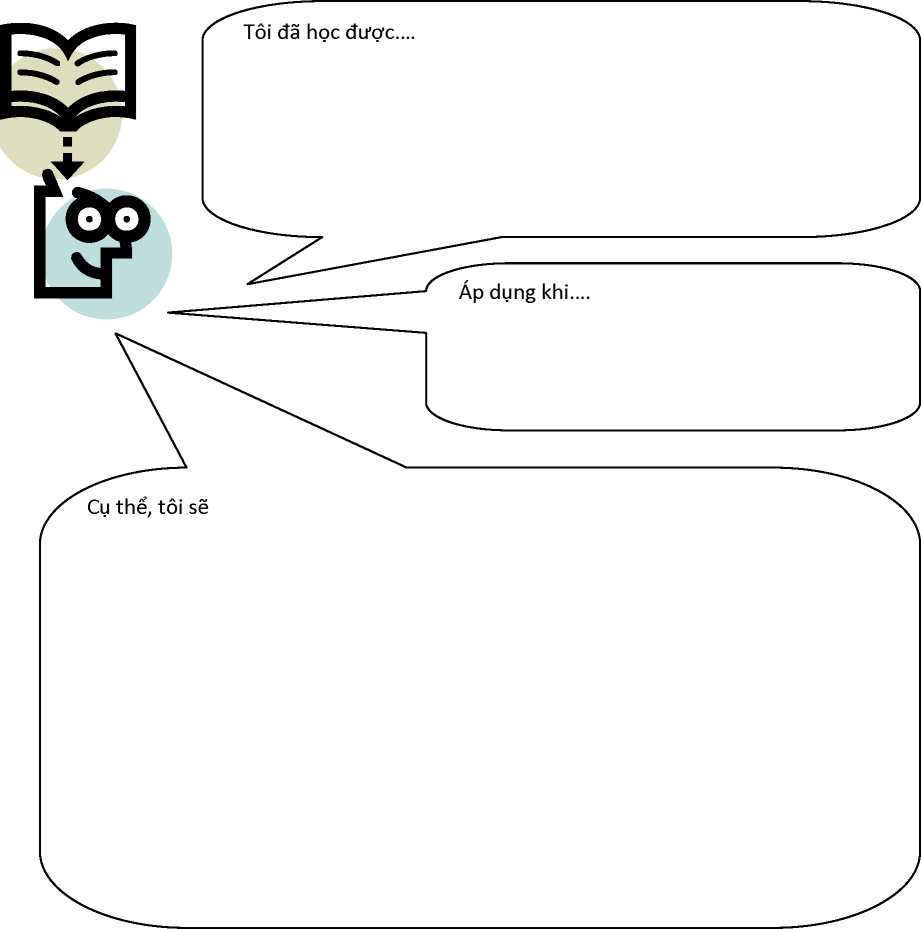 Tôi đã học được....
Áp dụng khi....
Cụ thể, tôi sẽ